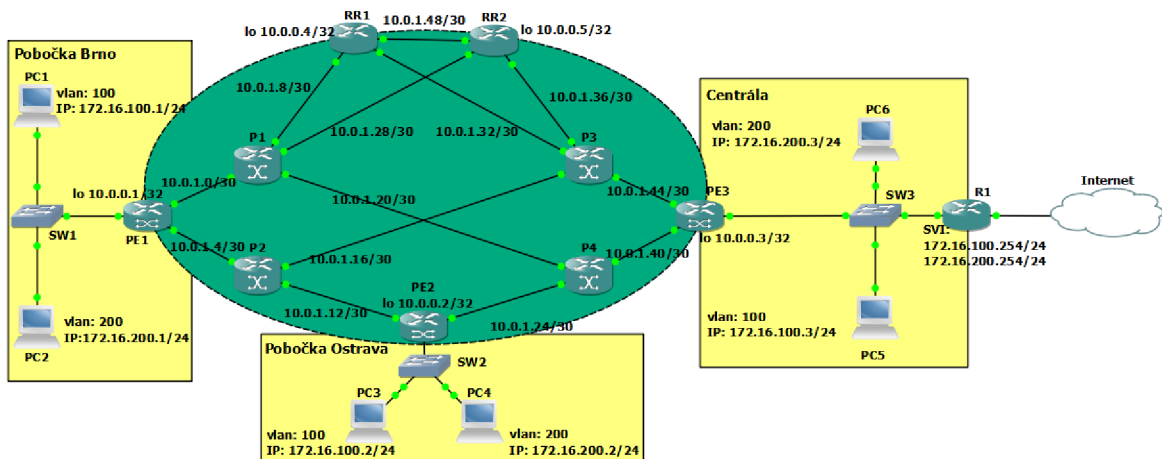 RR1
10.0.1.48/30
RR2
lo 10.0.0.4/32
lo 10.0.0.5/32
Pobočka Brno
PC1
vlan: 100
IP: 172.16.100.1/24
10.0.1.8/30
10.0.1.36/30
Centrála
PC6
vlan: 200
IP: 172.16.200.3/24
P1
10.0.1.28/30
10.0.1.32/30
P3
lo 10.0.0.1/32
10.0.1.0/30
10.0.1.20/30
10.0.1.44/30
PE3
Internet
SW1
PE1
SW3
R1
lo 10.0.0.3/32
SVI:
172.16.100.254/24
172.16.200.254/24
10.0.1.4/30
P2
10.0.1.16/30
P4
10.0.1.40/30
PE2
lo 10.0.0.2/32
10.0.1.12/30
10.0.1.24/30
vlan: 200
IP:172.16.200.1/24
PC2
vlan: 100
IP: 172.16.100.3/24
PC5
Pobočka Ostrava
SW2
PC3
PC4
vlan: 100
IP: 172.16.100.2/24
vlan: 200
IP: 172.16.200.2/24